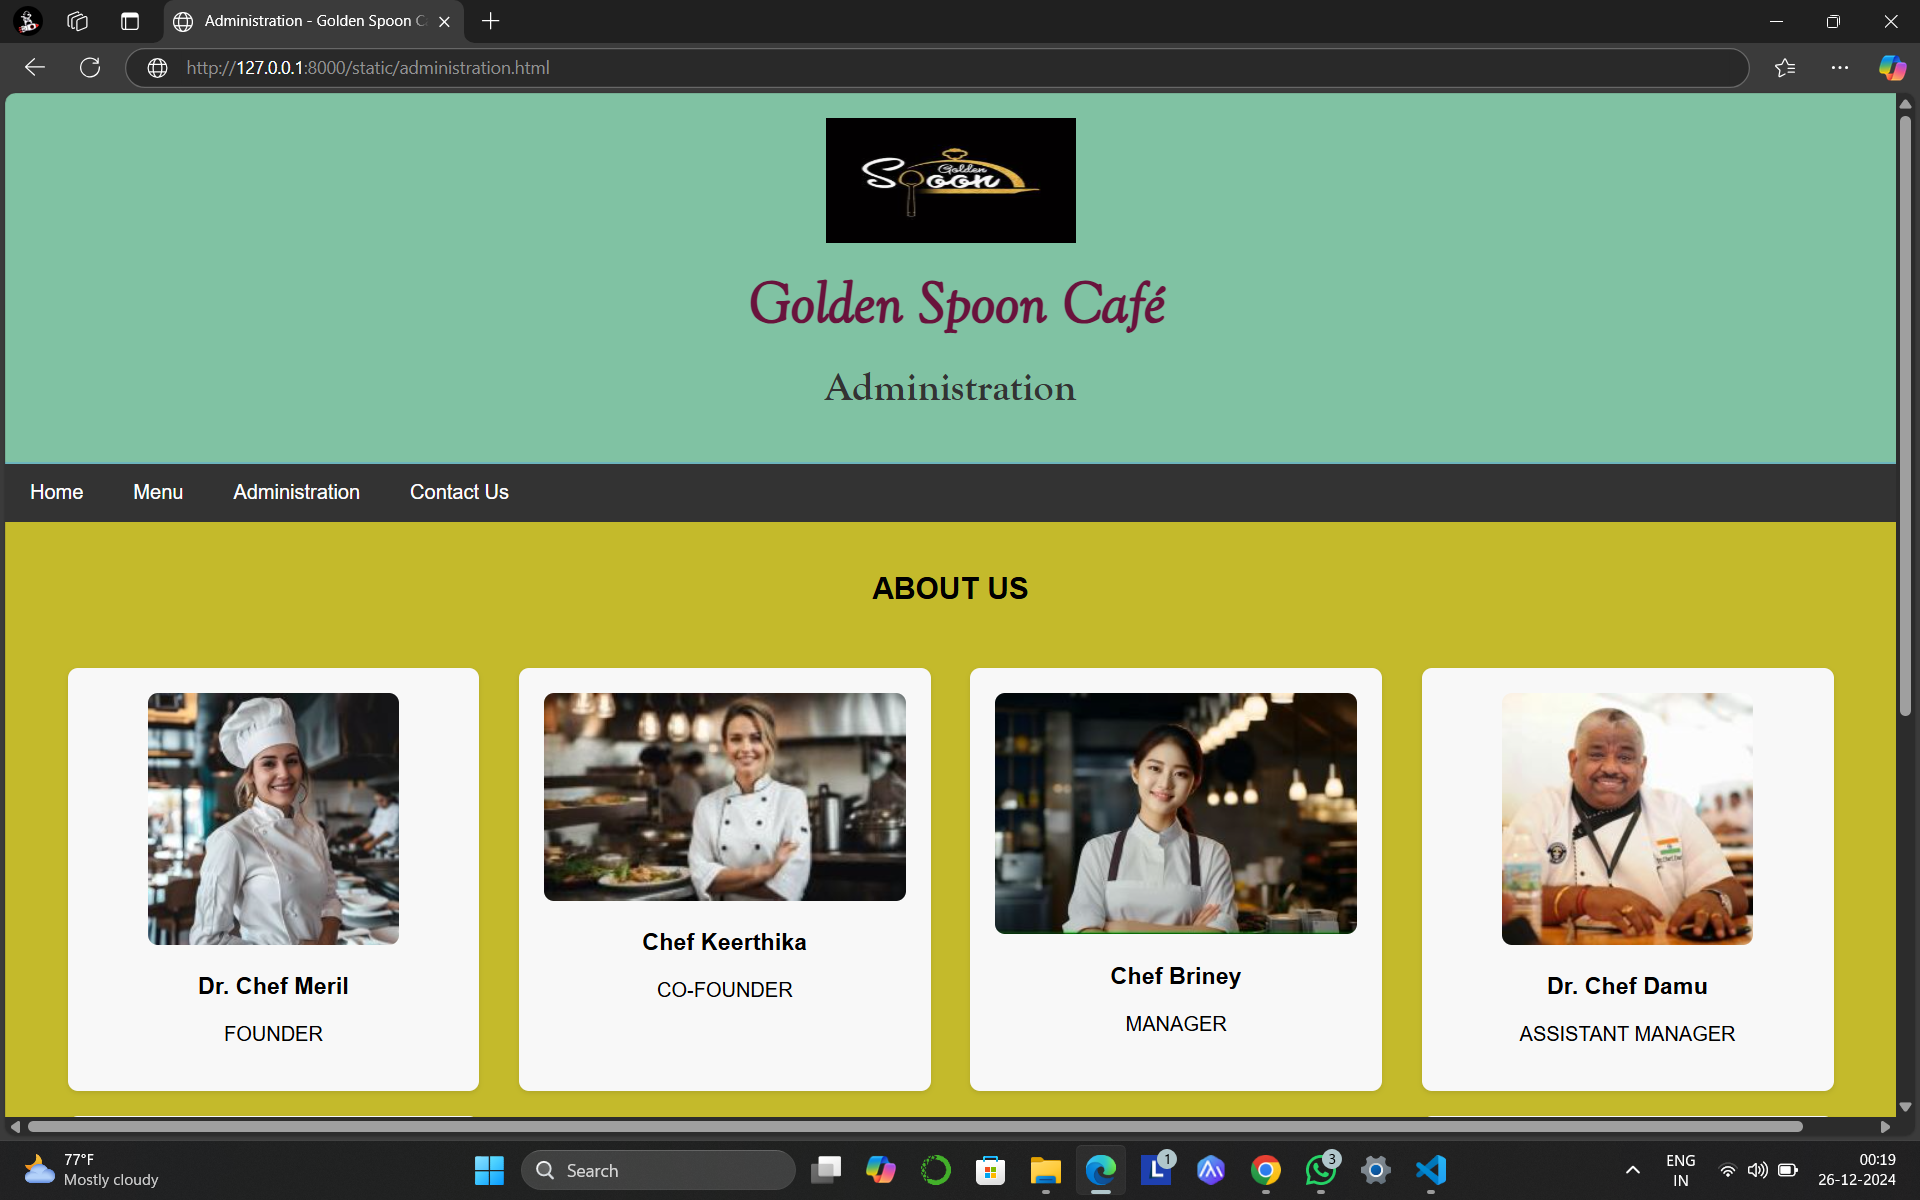 Administration - Golden Spoon C
http://127.0.0.1:8000/static/administration.html
Golden
Spoon
Golden Spoon Café
Administration
Home
Menu
Administration
Contact Us
ABOUT US
Dr. Chef Meril
FOUNDER
Chef Keerthika
CO-FOUNDER
Chef Briney
MANAGER
Dr. Chef Damu
ASSISTANT MANAGER
77°F
Mostly cloudy
Search
L
1
3
ENG
IN
00:19
26-12-2024